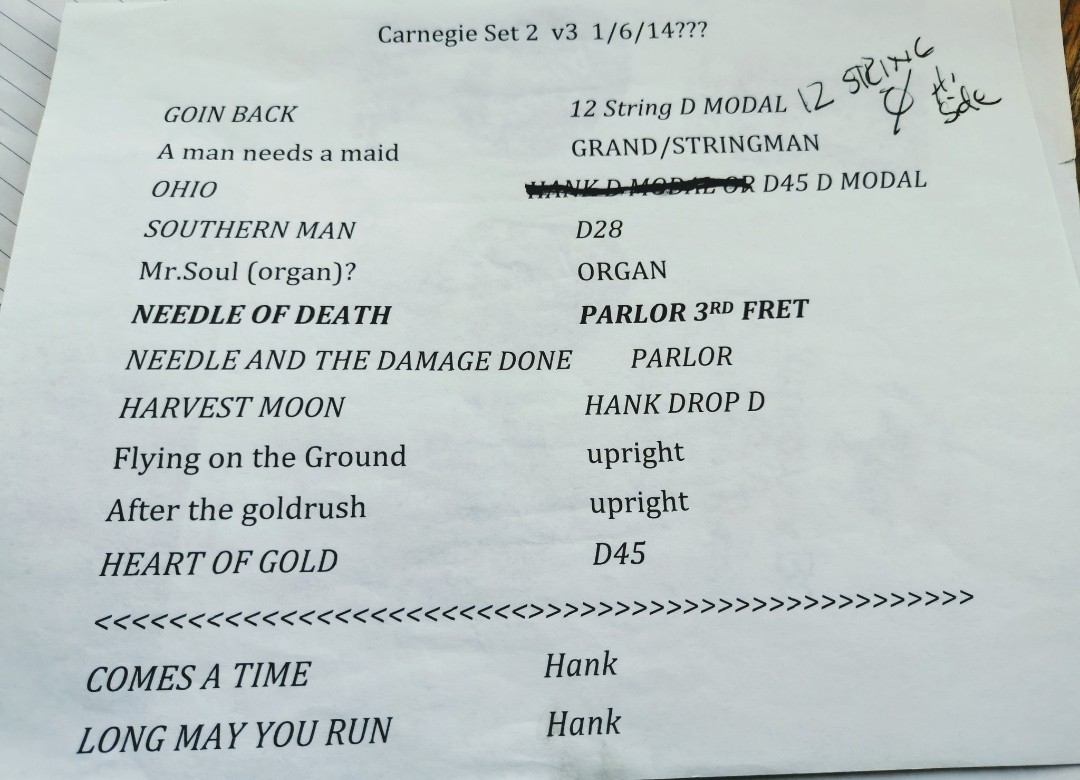 Carnegie Set 2 v3 1/6/14???
GOIN BACK 12 String D MODAL 12 STRING
A man needs a maid GRAND/STRINGMAN
OHIO HANK D MODAL OR D45 D MODAL
SOUTHERN MAN D28
Mr.Soul (organ)? ORGAN
NEEDLE OF DEATH PARLOR 3RD FRET
NEEDLE AND THE DAMAGE DONE PARLOR
HARVEST MOON HANK DROP D
Flying on the Ground upright
After the goldrush upright
HEART OF GOLD D45
<<<<<<<<<<<<<<<<<<<<<<<>>>>>>>>>>>>>>>>>>>>>>>>
COMES A TIME Hank
LONG MAY YOU RUN Hank